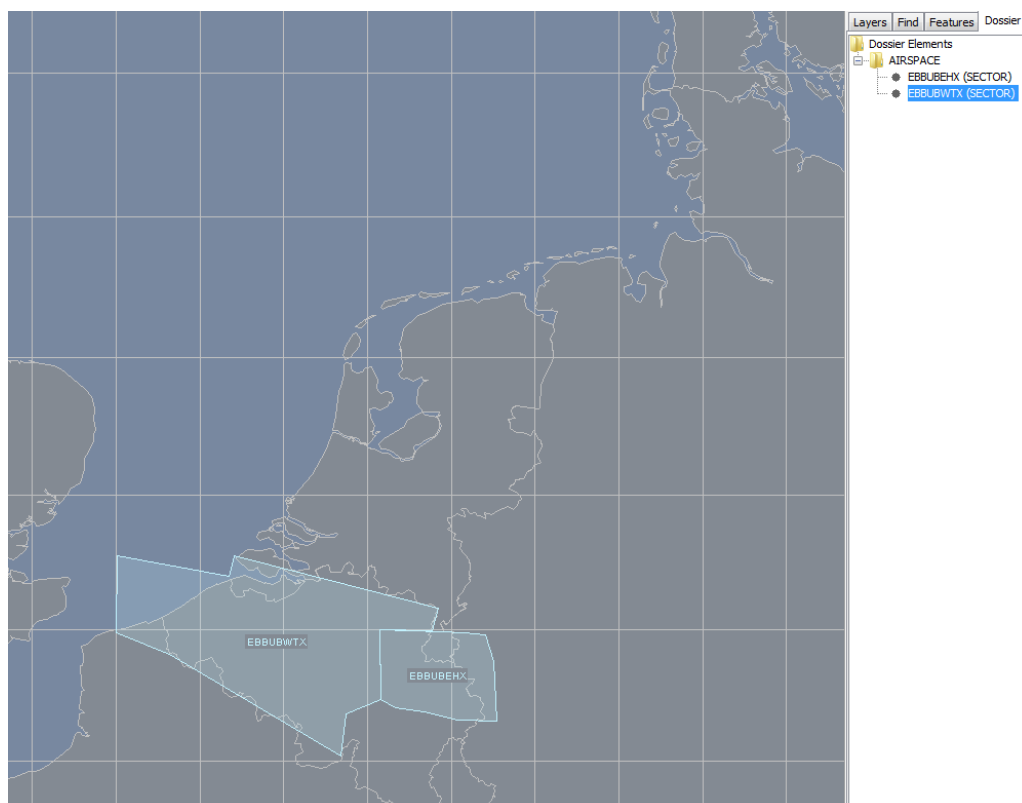 Layers Find Features Dossier
Dossier Elements
AIRSPACE
EBBUBEHX (SECTOR)
EBBUBWTX (SECTOR)
EBBUBWTX
EBBUBEHX